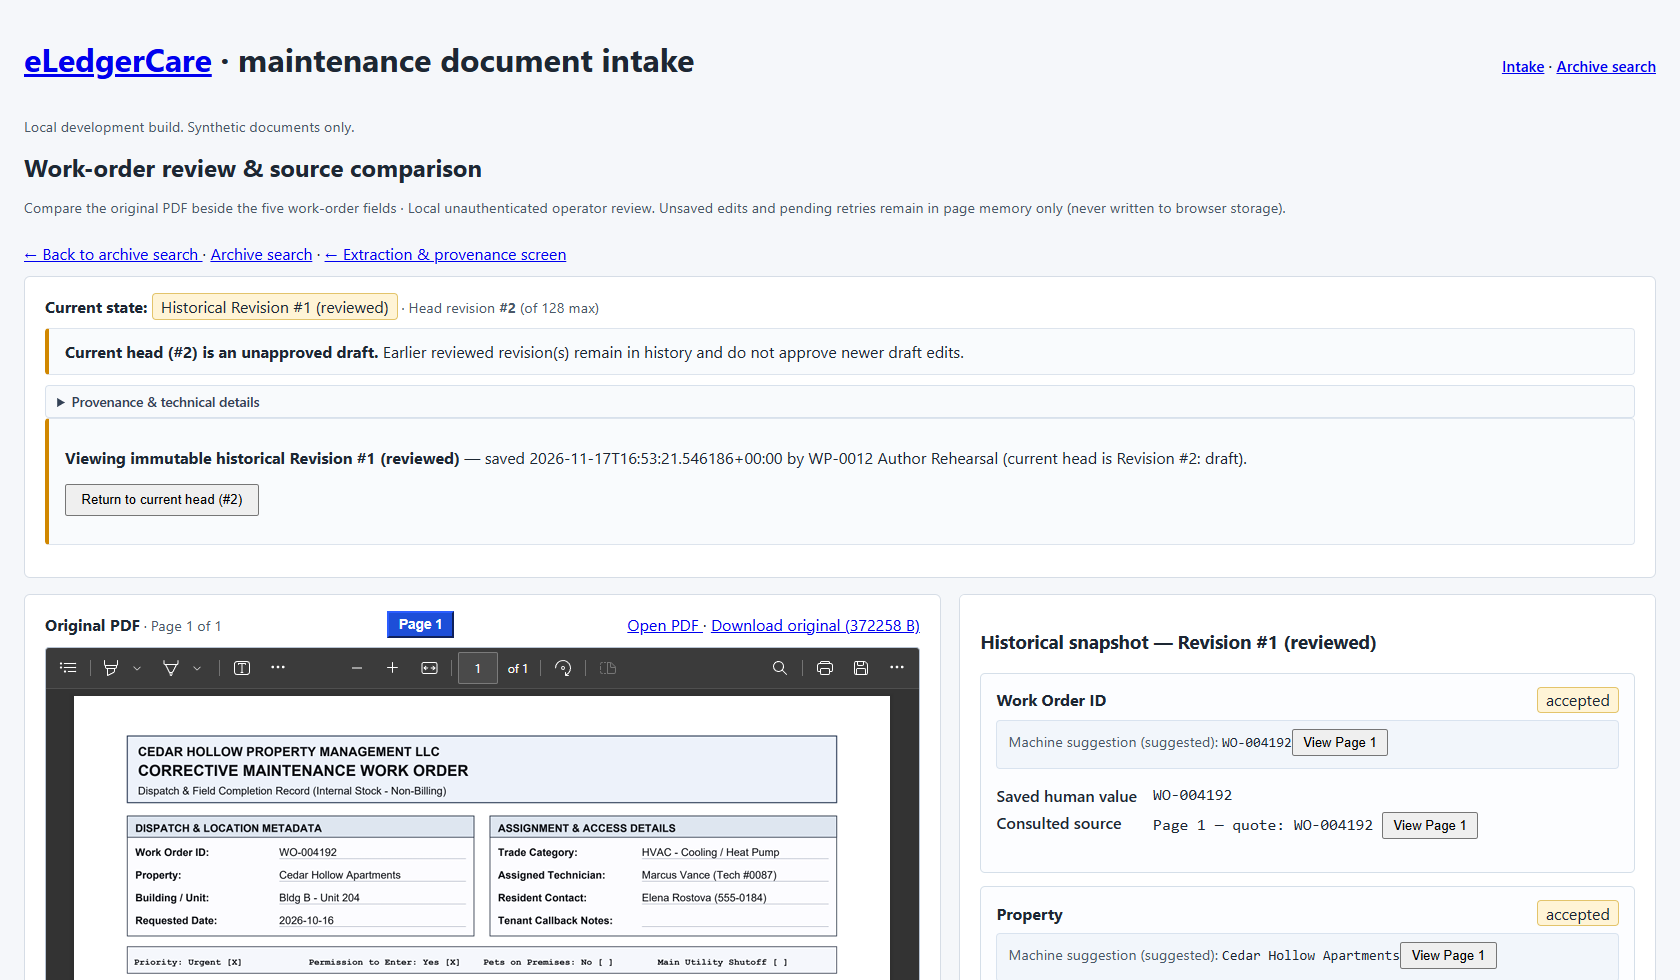 eLedgerCare · maintenance document intake
Intake · Archive search
Local development build. Synthetic documents only.
Work-order review & source comparison
Compare the original PDF beside the five work-order fields · Local unauthenticated operator review. Unsaved edits and pending retries remain in page memory only (never written to browser storage).
← Back to archive search · Archive search · ← Extraction & provenance screen
Current state: Historical Revision #1 (reviewed) · Head revision #2 (of 128 max)
Current head (#2) is an unapproved draft. Earlier reviewed revision(s) remain in history and do not approve newer draft edits.
▶ Provenance & technical details
Viewing immutable historical Revision #1 (reviewed) — saved 2026-11-17T16:53:21.546186+00:00 by WP-0012 Author Rehearsal (current head is Revision #2: draft).
Return to current head (#2)
Original PDF · Page 1 of 1
Page 1
Open PDF · Download original (372258 B)
1 of 1
CEDAR HOLLOW PROPERTY MANAGEMENT LLC
CORRECTIVE MAINTENANCE WORK ORDER
Dispatch & Field Completion Record (Internal Stock - Non-Billing)
DISPATCH & LOCATION METADATA
Work Order ID: WO-004192
Property: Cedar Hollow Apartments
Building / Unit: Bldg B - Unit 204
Requested Date: 2026-10-16
ASSIGNMENT & ACCESS DETAILS
Trade Category: HVAC - Cooling / Heat Pump
Assigned Technician: Marcus Vance (Tech #0087)
Resident Contact: Elena Rostova (555-0184)
Tenant Callback Notes:
Priority: Urgent [X] Permission to Enter: Yes [X] Pets on Premises: No [ ] Main Utility Shutoff [ ]
Historical snapshot — Revision #1 (reviewed)
Work Order ID accepted
Machine suggestion (suggested): WO-004192 View Page 1
Saved human value WO-004192
Consulted source Page 1 — quote: WO-004192 View Page 1
Property accepted
Machine suggestion (suggested): Cedar Hollow Apartments View Page 1